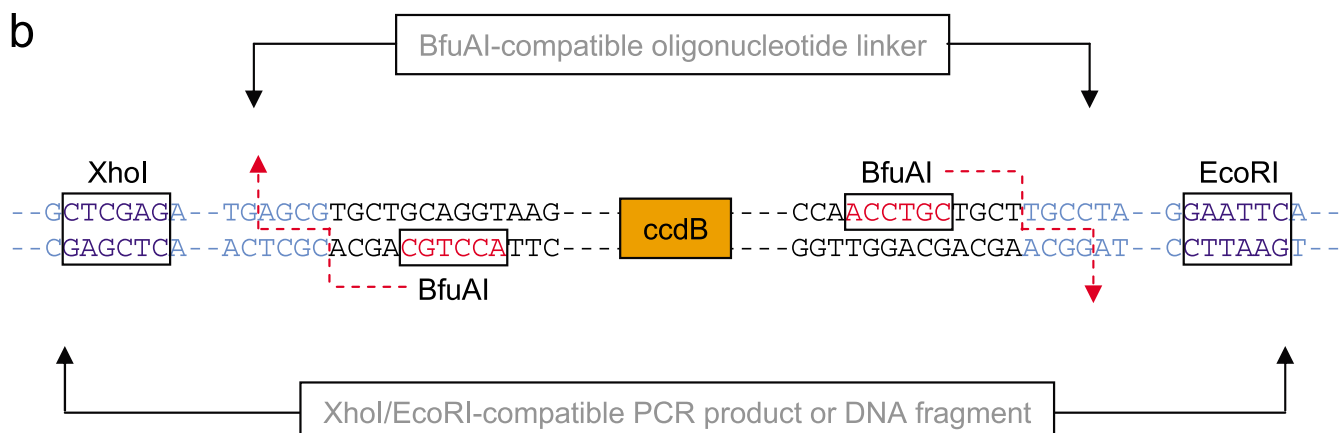 b
BfuAI-compatible oligonucleotide linker
XhoI BfuAI EcoRI
--GCTCGAGA--TGAGCGTGCTGCAGGTAAG---- ccdB ----CCAACCTGCTGCTTGCCTA--GGAATTCA--
--CGAGCTCA--ACTCGCACGACGTCCATTC---- ----GGTTGGACGACGAACGGAT--CCTTAAGT--
BfuAI
XhoI/EcoRI-compatible PCR product or DNA fragment